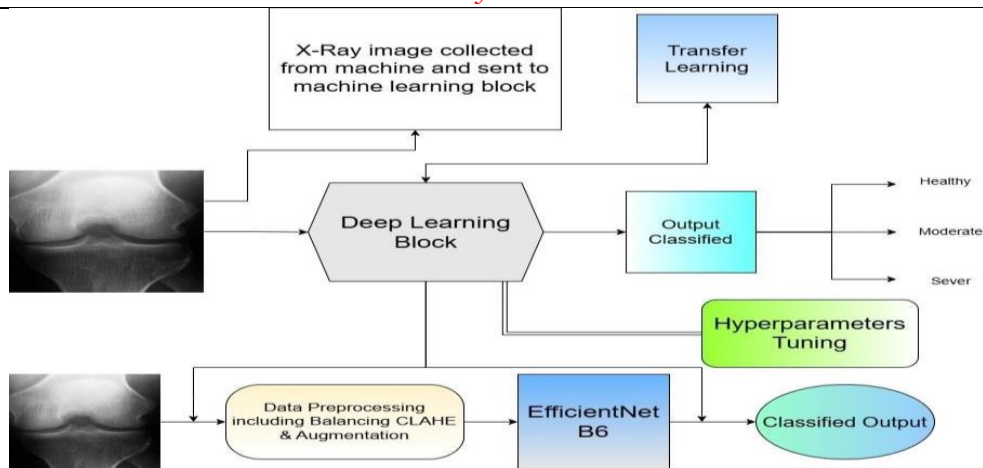 X-Ray image collected
from machine and sent to
machine learning block
Transfer
Learning
Deep Learning
Block
Output
Classified
Healthy
Moderate
Sever
Hyperparameters
Tuning
Data Preprocessing
including Balancing CLAHE
& Augmentation
EfficientNet
B6
Classified Output